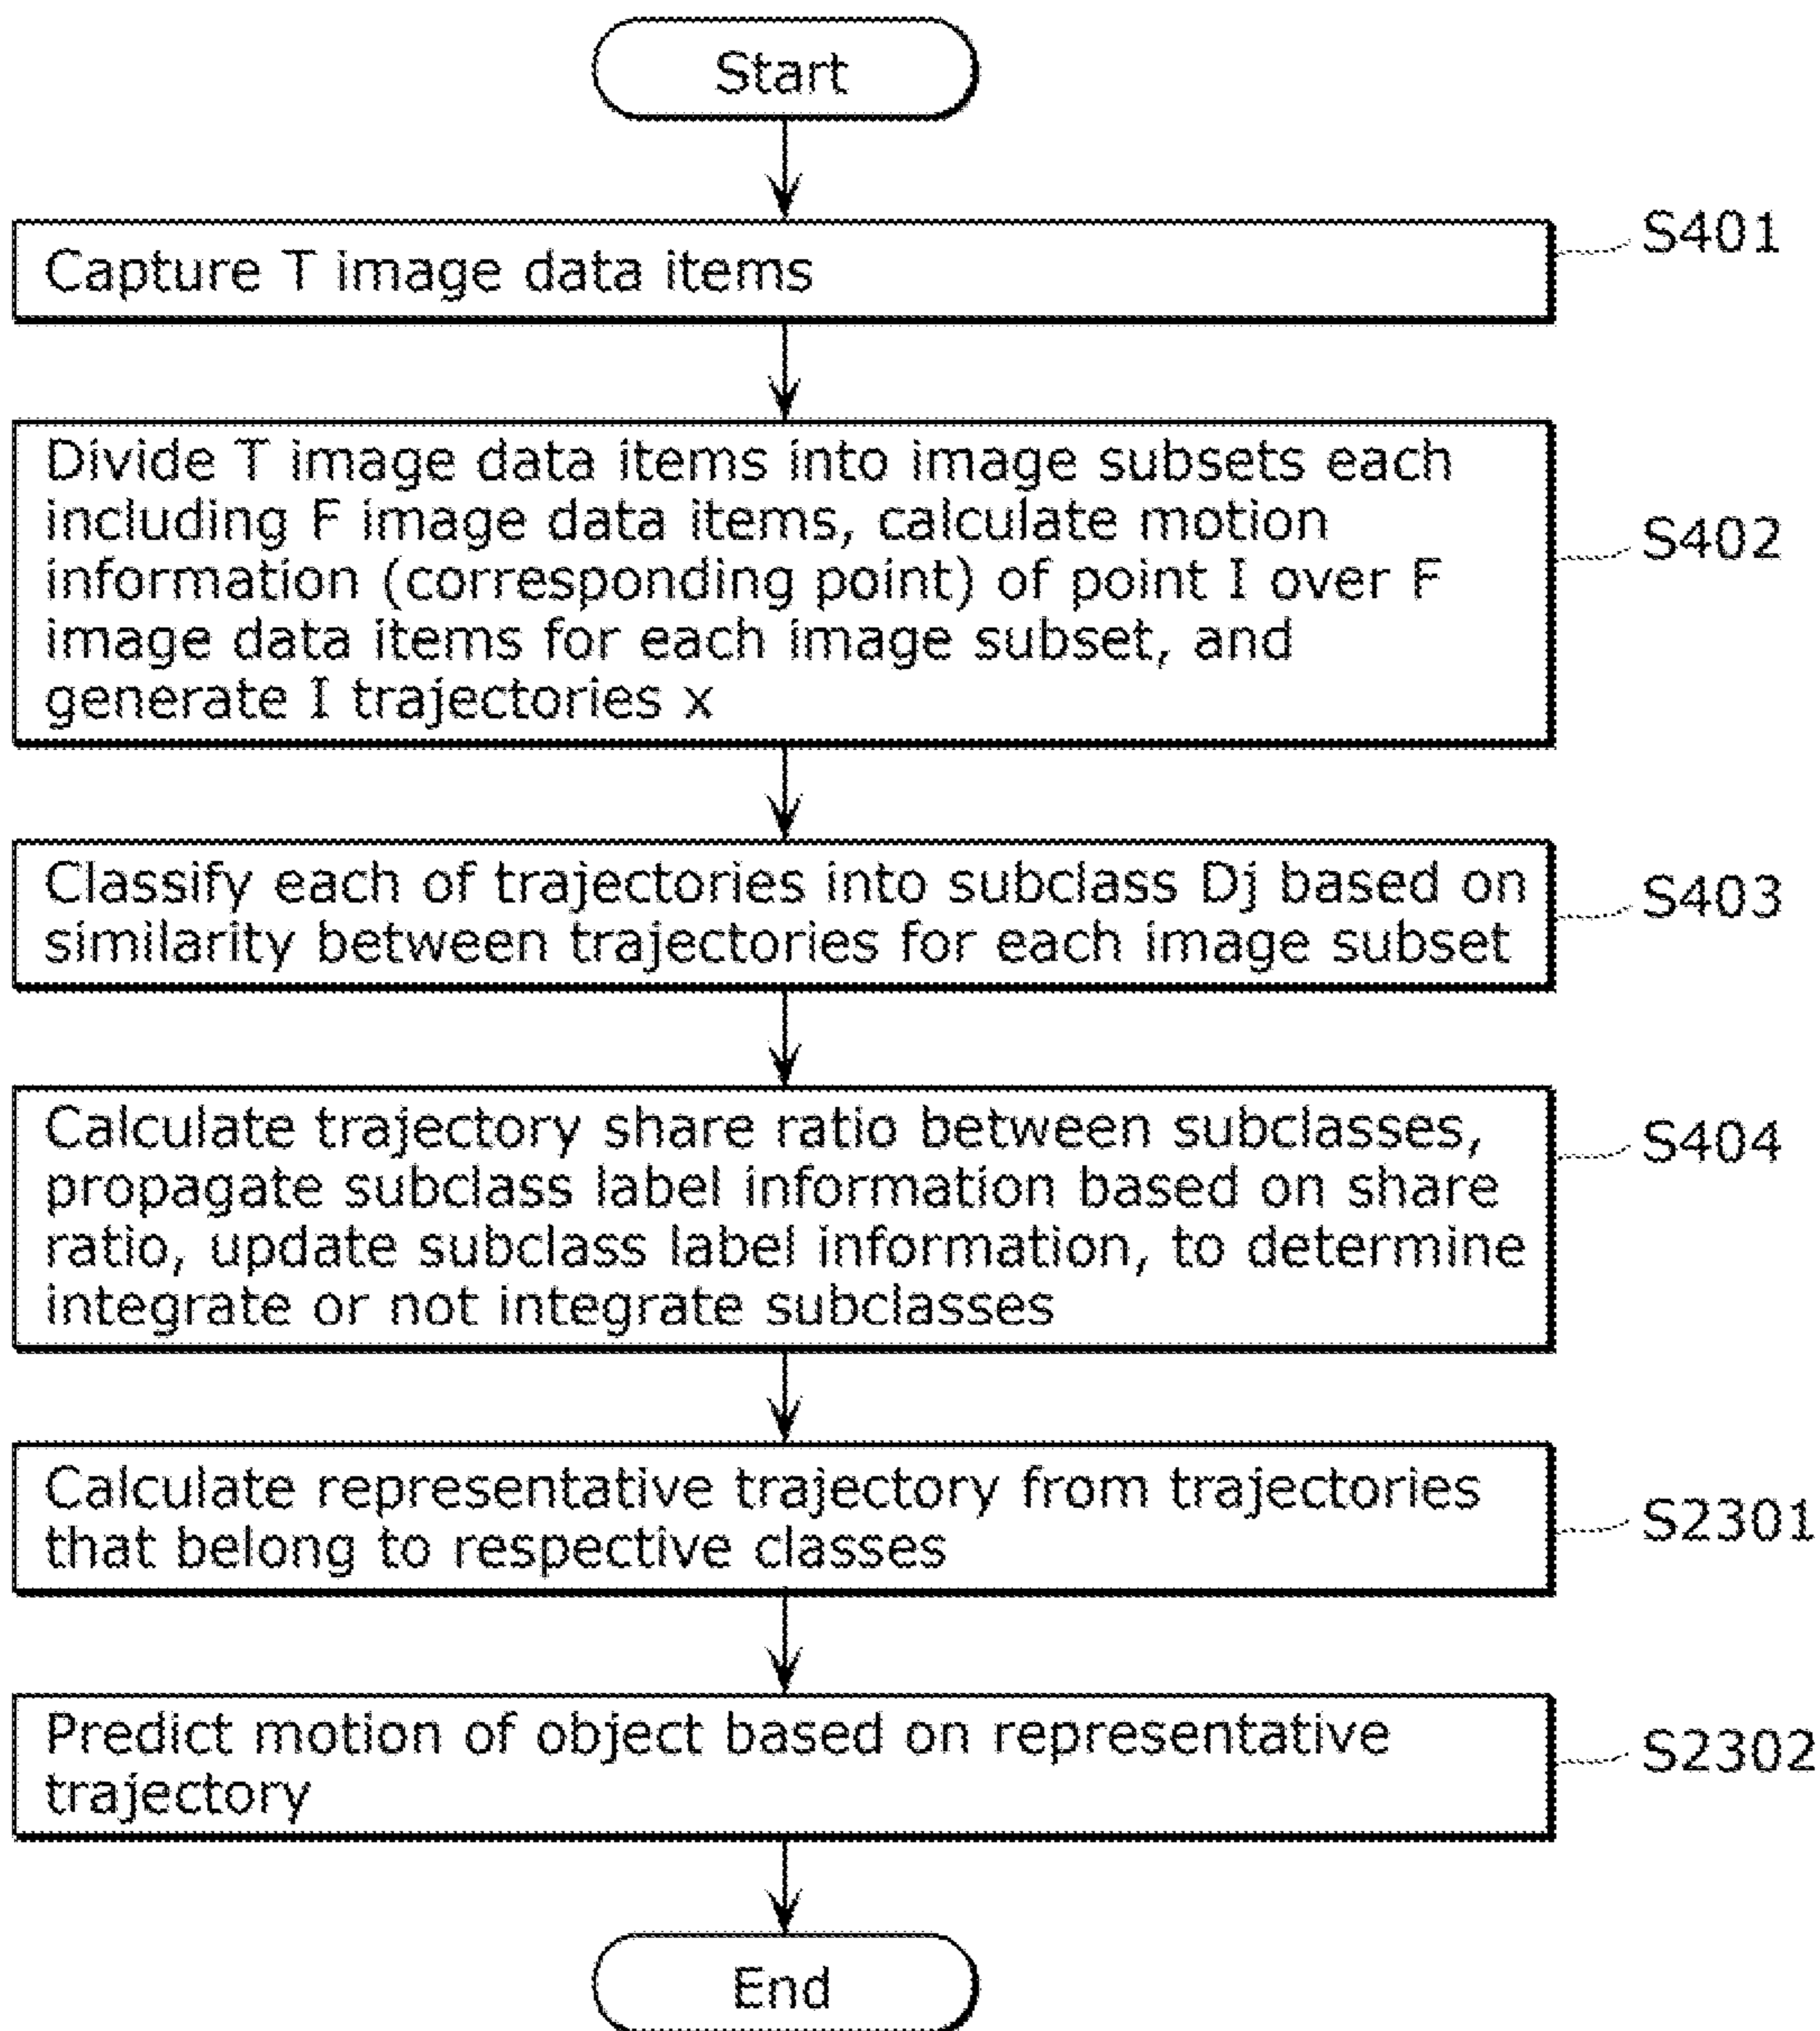 Start
Capture T image data items
S401
Divide T image data items into image subsets each
including F image data items, calculate motion
information (corresponding point) of point I over F
image data items for each image subset, and
generate I trajectories x
S402
Classify each of trajectories into subclass Dj based on
similarity between trajectories for each image subset
S403
Calculate trajectory share ratio between subclasses,
propagate subclass label information based on share
ratio, update subclass label information, to determine
integrate or not integrate subclasses
S404
Calculate representative trajectory from trajectories
that belong to respective classes
S2301
Predict motion of object based on representative
trajectory
S2302
End